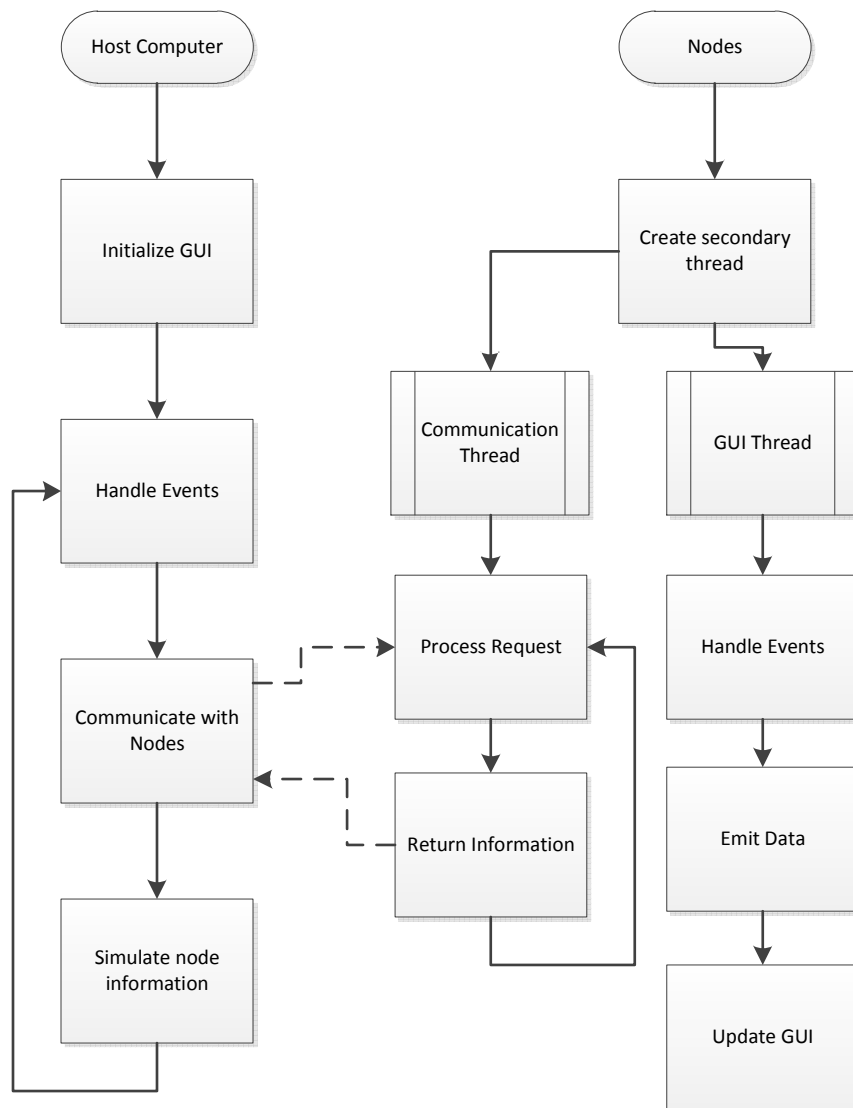 Host Computer
Nodes
Initialize GUI
Create secondary
thread
Communication
Thread
GUI Thread
Handle Events
Process Request
Handle Events
Communicate with
Nodes
Return Information
Emit Data
Simulate node
information
Update GUI